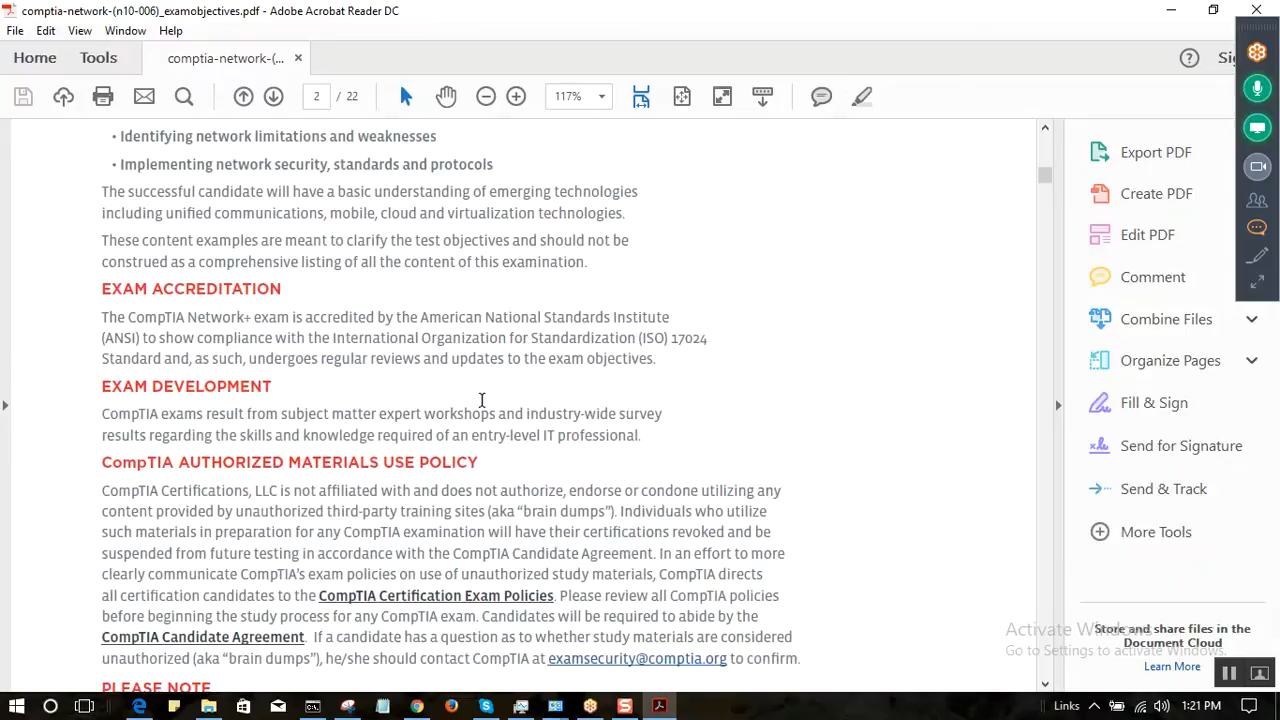 comptia-network-(n10-006)_examobjectives.pdf - Adobe Acrobat Reader DC
File Edit View Window Help
Home Tools comptia-network-(... ×
2 / 22 117%
• Identifying network limitations and weaknesses
• Implementing network security, standards and protocols
The successful candidate will have a basic understanding of emerging technologies
including unified communications, mobile, cloud and virtualization technologies.
These content examples are meant to clarify the test objectives and should not be
construed as a comprehensive listing of all the content of this examination.
EXAM ACCREDITATION
The CompTIA Network+ exam is accredited by the American National Standards Institute
(ANSI) to show compliance with the International Organization for Standardization (ISO) 17024
Standard and, as such, undergoes regular reviews and updates to the exam objectives.
EXAM DEVELOPMENT
CompTIA exams result from subject matter expert workshops and industry-wide survey
results regarding the skills and knowledge required of an entry-level IT professional.
CompTIA AUTHORIZED MATERIALS USE POLICY
CompTIA Certifications, LLC is not affiliated with and does not authorize, endorse or condone utilizing any
content provided by unauthorized third-party training sites (aka “brain dumps”). Individuals who utilize
such materials in preparation for any CompTIA examination will have their certifications revoked and be
suspended from future testing in accordance with the CompTIA Candidate Agreement. In an effort to more
clearly communicate CompTIA's exam policies on use of unauthorized study materials, CompTIA directs
all certification candidates to the CompTIA Certification Exam Policies. Please review all CompTIA policies
before beginning the study process for any CompTIA exam. Candidates will be required to abide by the
CompTIA Candidate Agreement. If a candidate has a question as to whether study materials are considered
unauthorized (aka “brain dumps”), he/she should contact CompTIA at examsecurity@comptia.org to confirm.
PLEASE NOTE
Export PDF
Create PDF
Edit PDF
Comment
Combine Files
Organize Pages
Fill & Sign
Send for Signature
Send & Track
More Tools
Store and share files in the
Document Cloud
Learn More
Activate Windows
Go to Settings to activate Windows.
Links 1:21 PM